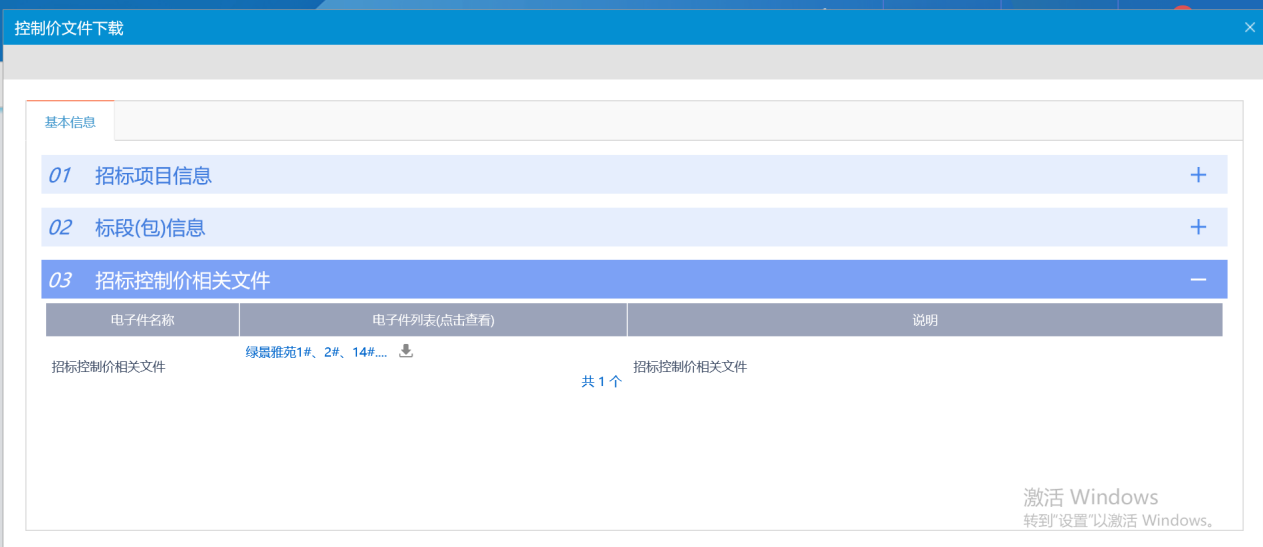 控制价文件下载
基本信息
01 招标项目信息
02 标段(包)信息
03 招标控制价相关文件
电子件名称 电子件列表(点击查看) 说明
绿景雅苑1#、2#、14#....
招标控制价相关文件 招标控制价相关文件
共 1 个
激活 Windows
转到"设置"以激活 Windows。